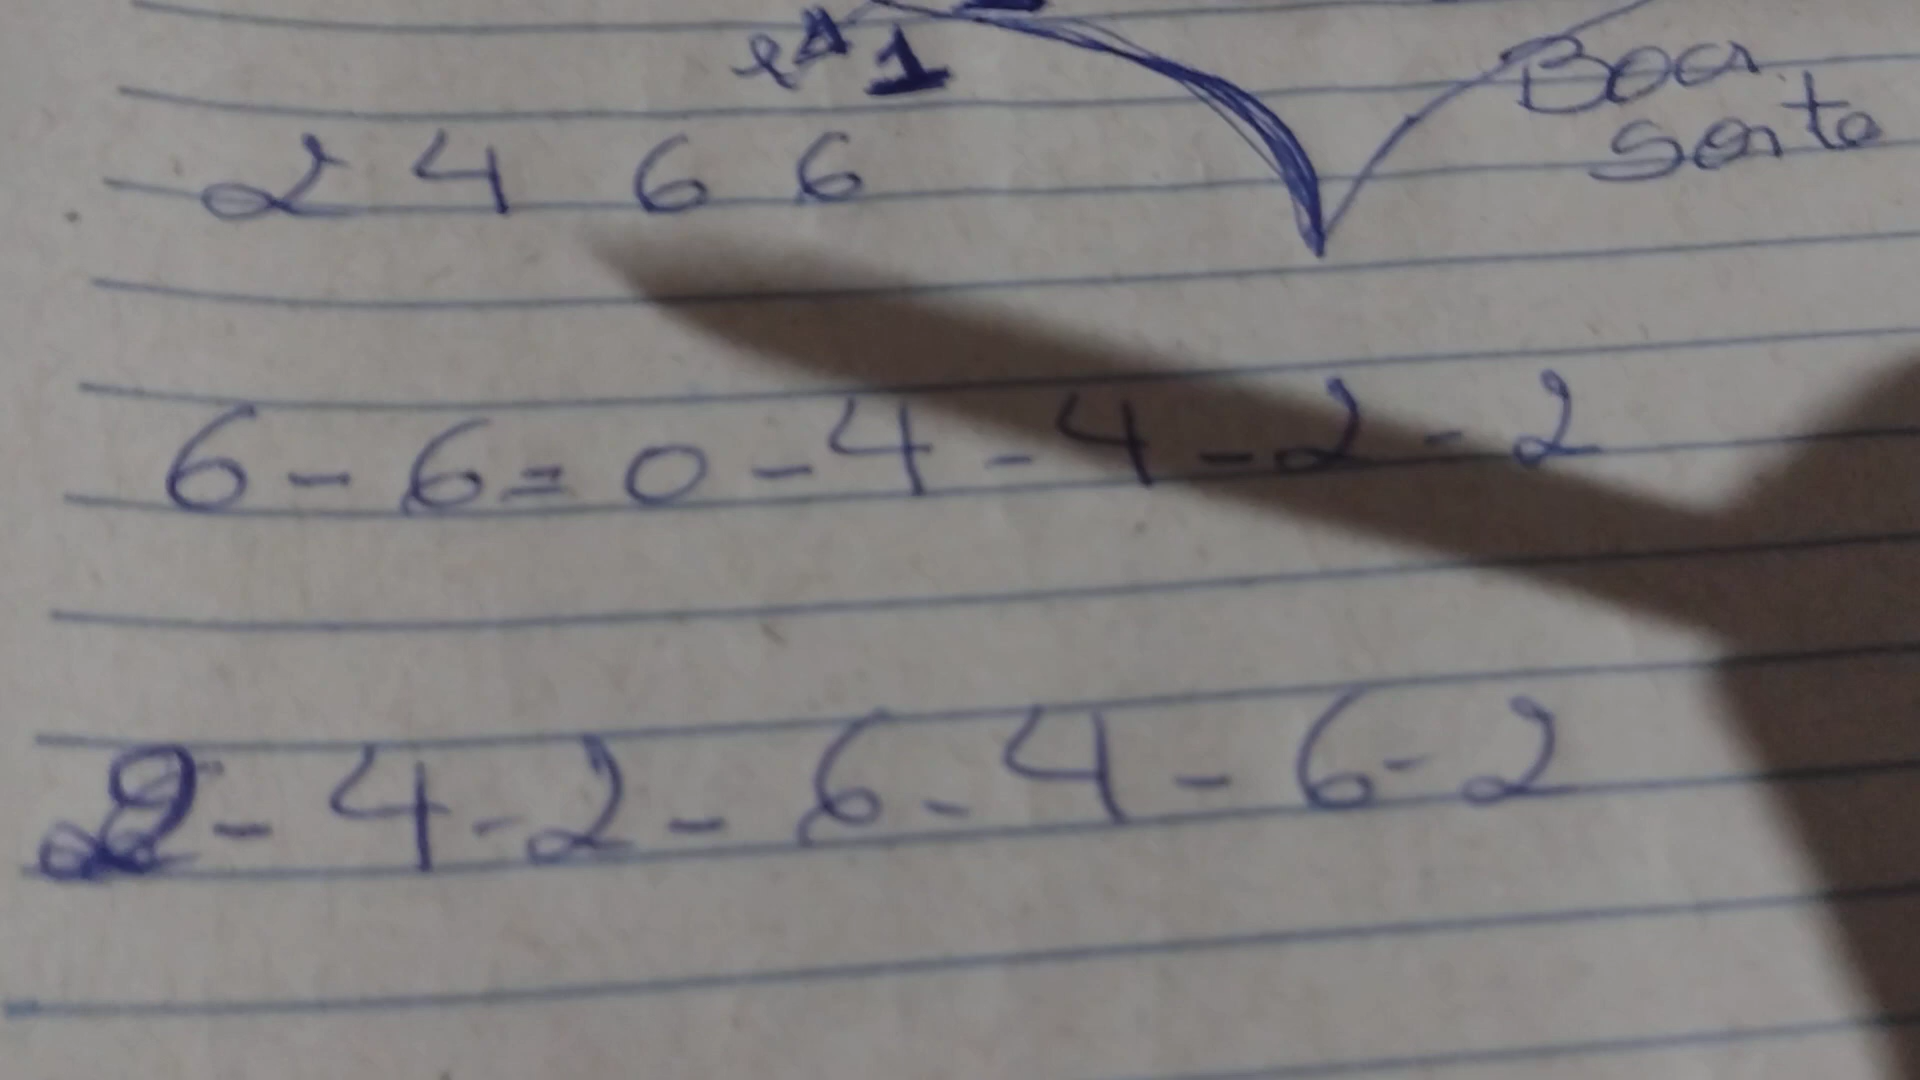 1
Boa
sorte
2 4 6 6
6 - 6 = 0 - 4 - 4 - 2 - 2
2 - 4 - 2 - 6 - 4 - 6 - 2